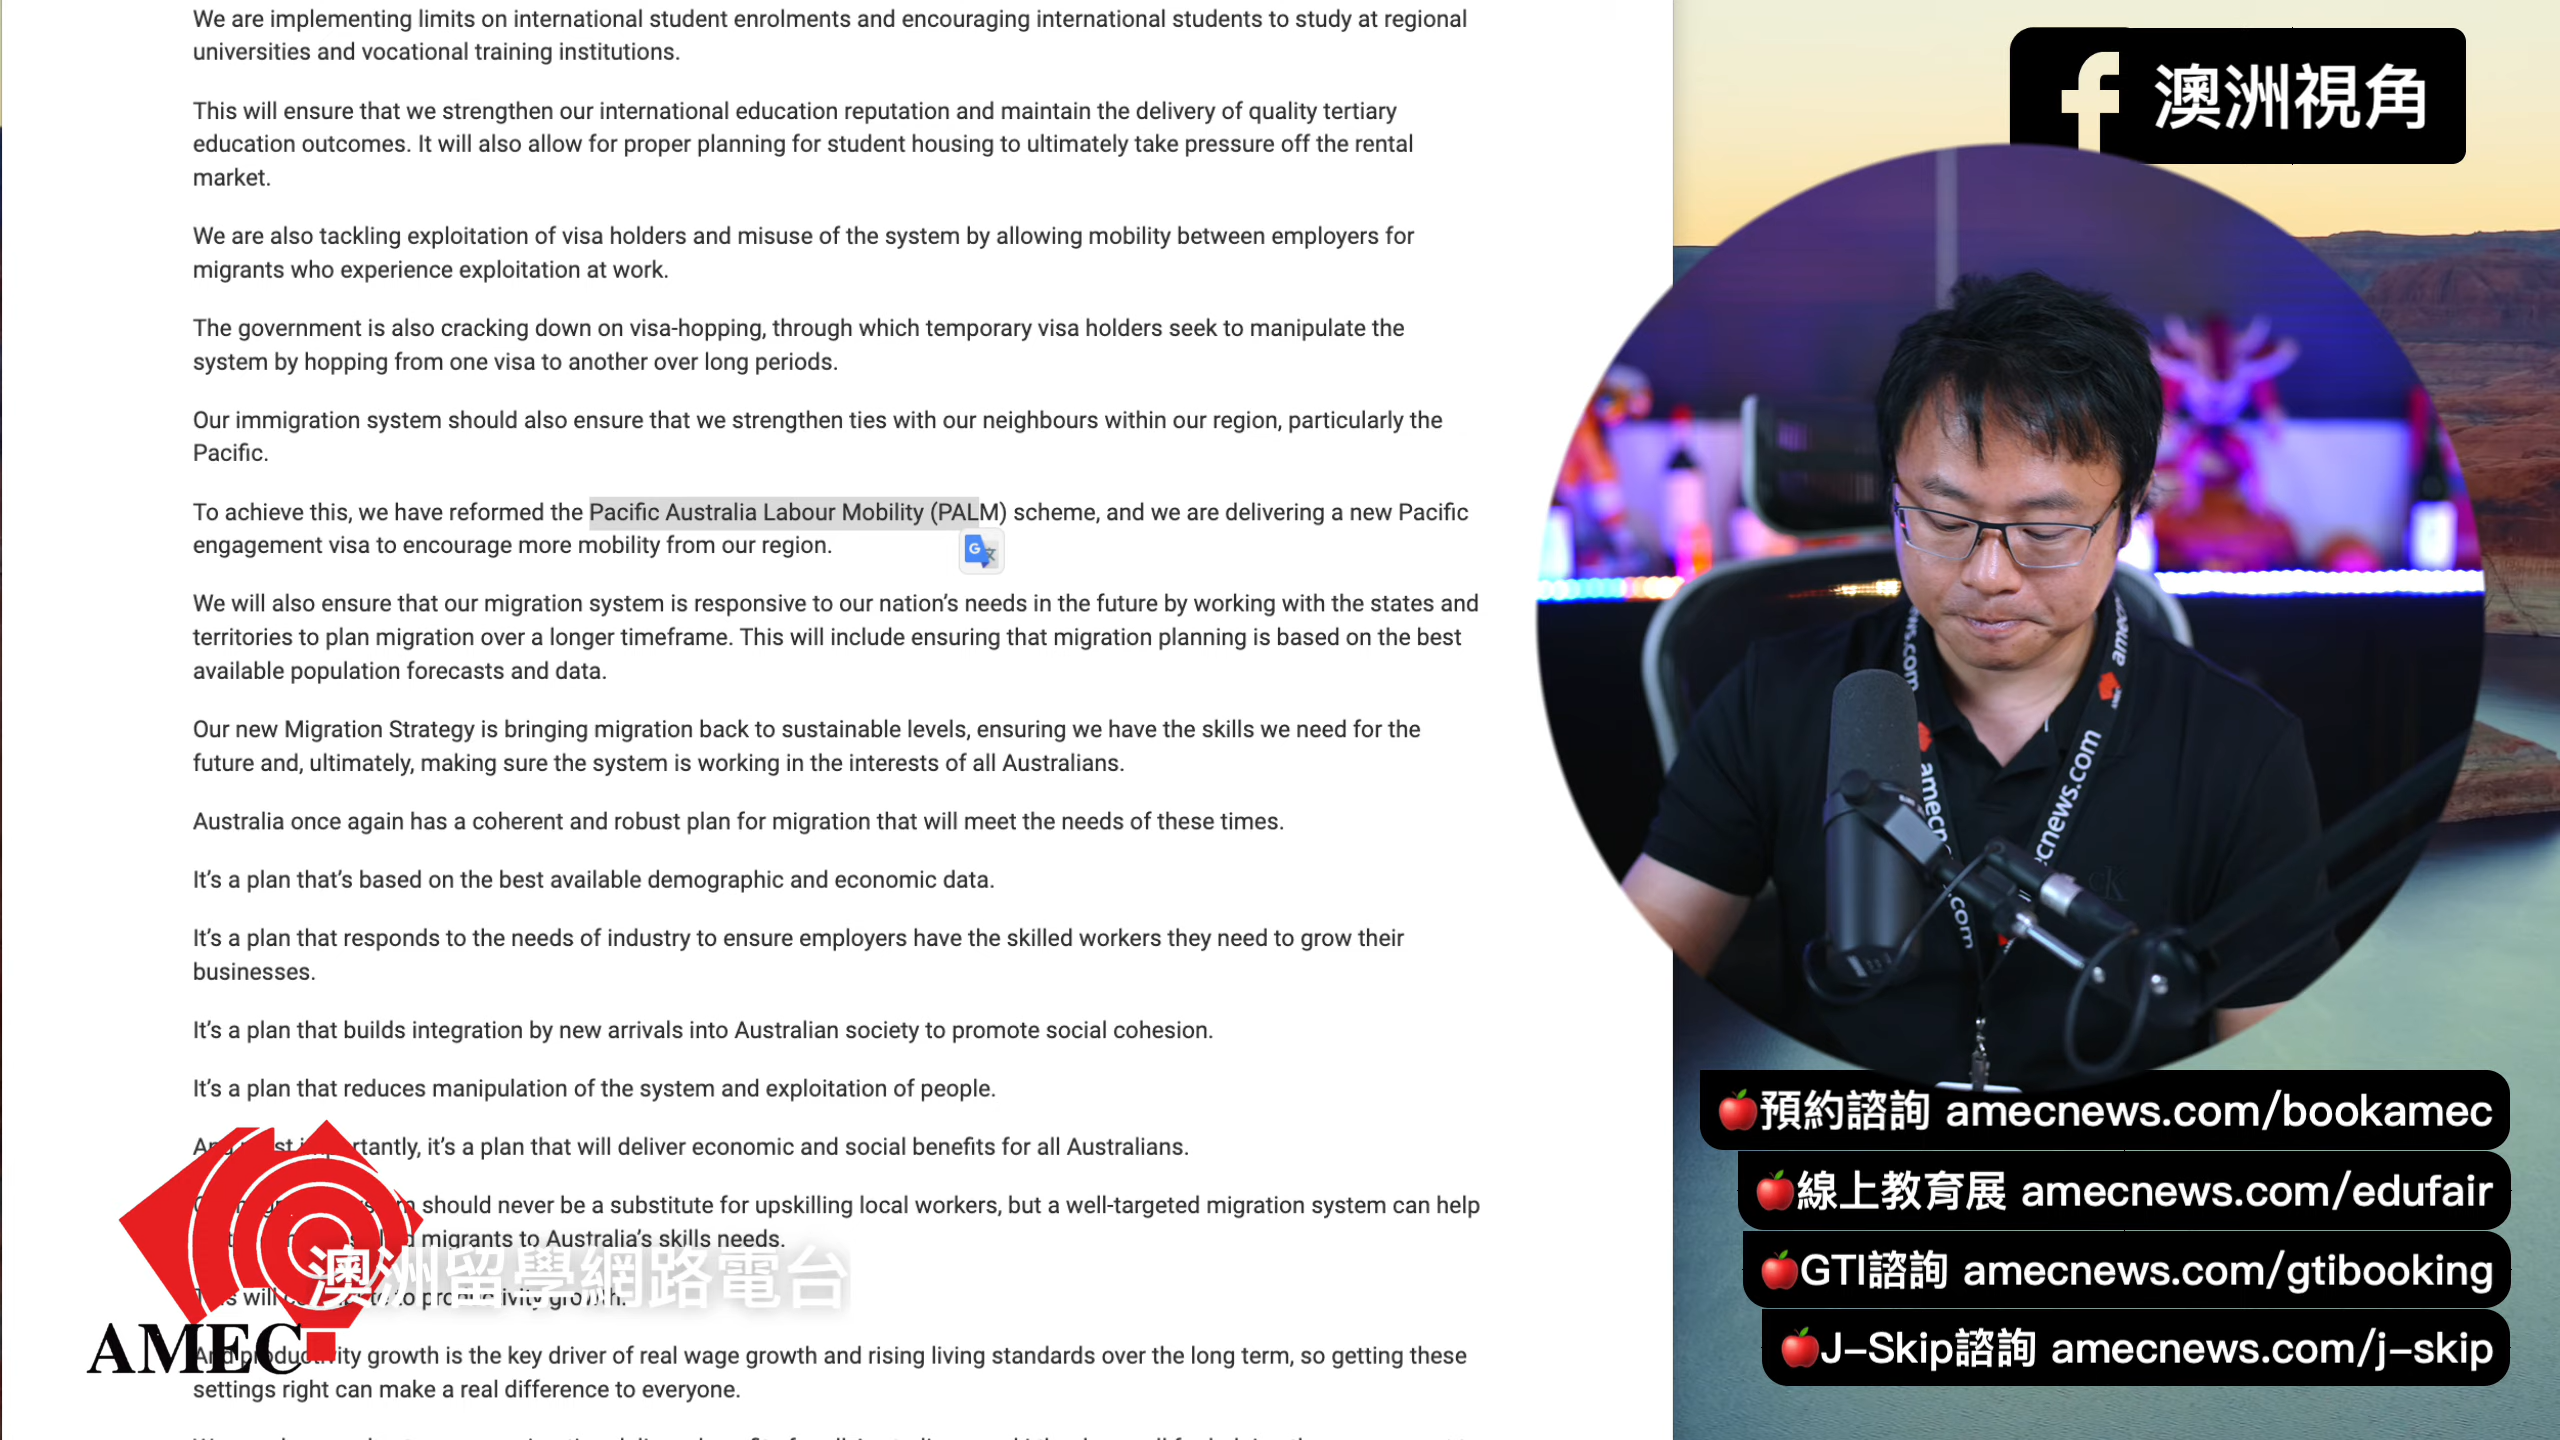 We are implementing limits on international student enrolments and encouraging international students to study at regional
universities and vocational training institutions.
This will ensure that we strengthen our international education reputation and maintain the delivery of quality tertiary
education outcomes. It will also allow for proper planning for student housing to ultimately take pressure off the rental
market.
We are also tackling exploitation of visa holders and misuse of the system by allowing mobility between employers for
migrants who experience exploitation at work.
The government is also cracking down on visa-hopping, through which temporary visa holders seek to manipulate the
system by hopping from one visa to another over long periods.
Our immigration system should also ensure that we strengthen ties with our neighbours within our region, particularly the
Pacific.
To achieve this, we have reformed the Pacific Australia Labour Mobility (PALM) scheme, and we are delivering a new Pacific
engagement visa to encourage more mobility from our region.
We will also ensure that our migration system is responsive to our nation's needs in the future by working with the states and
territories to plan migration over a longer timeframe. This will include ensuring that migration planning is based on the best
available population forecasts and data.
Our new Migration Strategy is bringing migration back to sustainable levels, ensuring we have the skills we need for the
future and, ultimately, making sure the system is working in the interests of all Australians.
Australia once again has a coherent and robust plan for migration that will meet the needs of these times.
It's a plan that's based on the best available demographic and economic data.
It's a plan that responds to the needs of industry to ensure employers have the skilled workers they need to grow their
businesses.
It's a plan that builds integration by new arrivals into Australian society to promote social cohesion.
It's a plan that reduces manipulation of the system and exploitation of people.
it's a plan that will deliver economic and social benefits for all Australians.
should never be a substitute for upskilling local workers, but a well-targeted migration system can help
migrants to Australia's skills needs.
will to productivity growth.
And productivity growth is the key driver of real wage growth and rising living standards over the long term, so getting these
settings right can make a real difference to everyone.
澳洲留學網路電台
AMEC
f 澳洲視角
amecnews.com
cnews.com
cK
預約諮詢 amecnews.com/bookamec
線上教育展 amecnews.com/edufair
GTI諮詢 amecnews.com/gtibooking
J-Skip諮詢 amecnews.com/j-skip